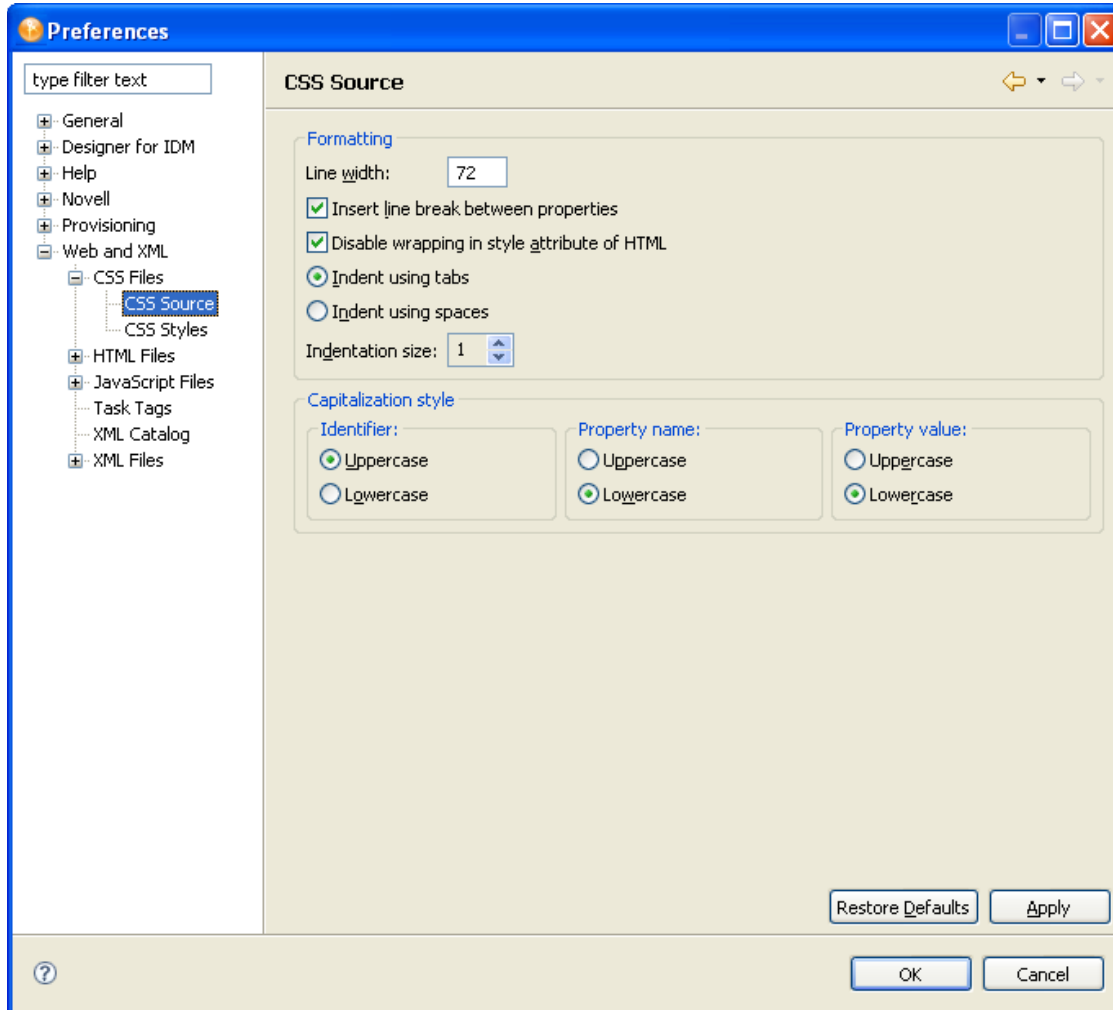 Preferences
type filter text
CSS Source
General
Designer for IDM
Help
Novell
Provisioning
Web and XML
CSS Files
CSS Source
CSS Styles
HTML Files
JavaScript Files
Task Tags
XML Catalog
XML Files
Formatting
Line width: 72
Insert line break between properties
Disable wrapping in style attribute of HTML
Indent using tabs
Indent using spaces
Indentation size: 1
Capitalization style
Identifier: Property name: Property value:
Uppercase Uppercase Uppercase
Lowercase Lowercase Lowercase
Restore Defaults Apply
? OK Cancel